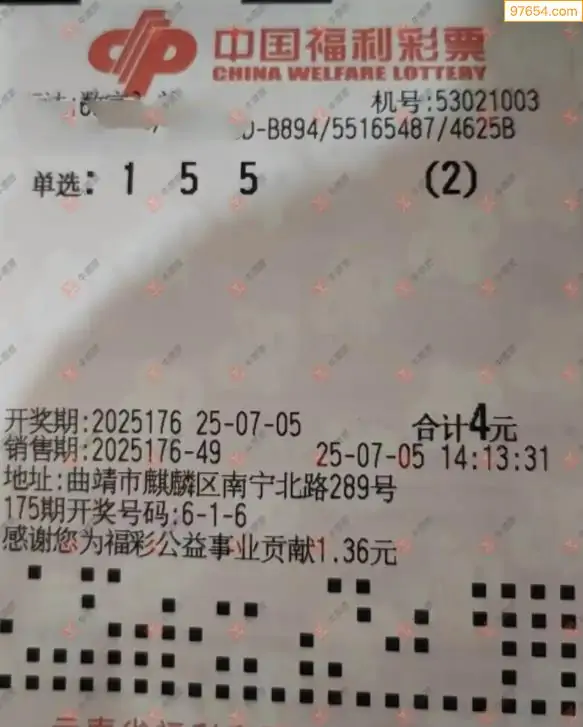 97654.com
中国福利彩票
CHINA WELFARE LOTTERY
机号:53021003
-B894/55165487/4625B
单选: 1 5 5 (2)
开奖期:2025176 25-07-05 合计4元
销售期:2025176-49 25-07-05 14:13:31
地址:曲靖市麒麟区南宁北路289号
175期开奖号码:6-1-6
感谢您为福彩公益事业贡献1.36元